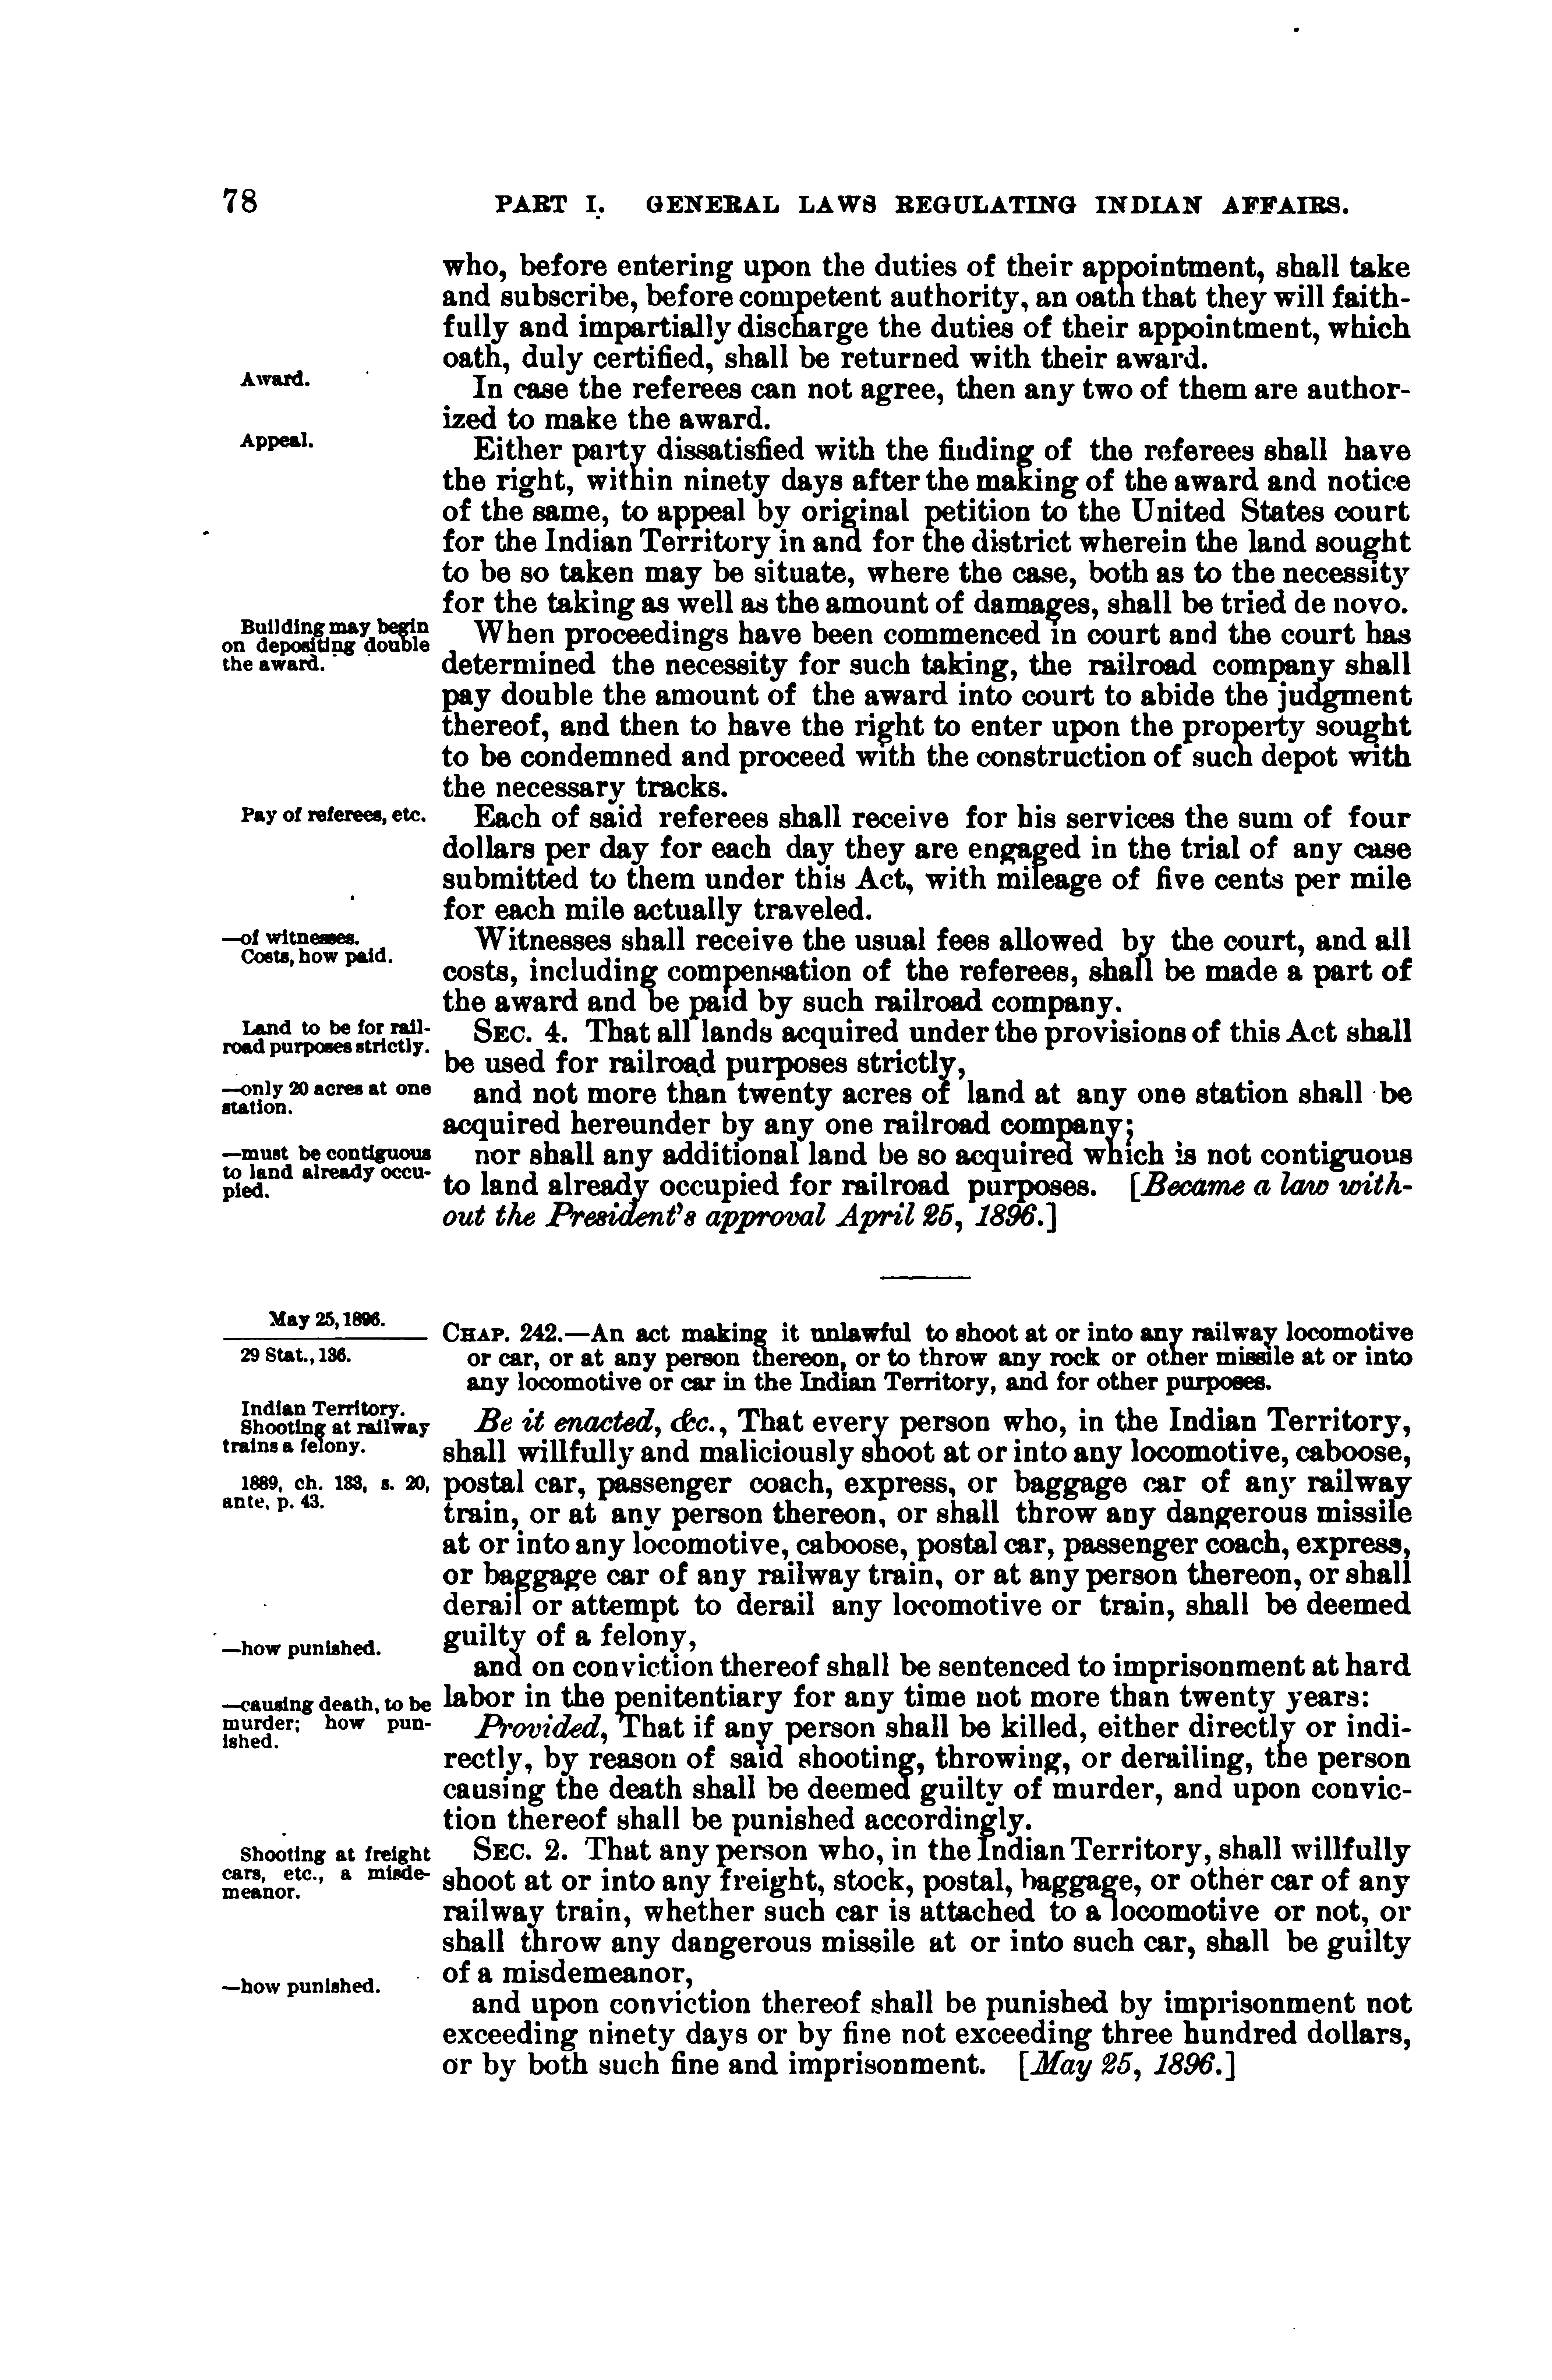 78 PART I. GENERAL LAWS REGULATING INDIAN AFFAIRS.
who, before entering upon the duties of their appointment, shall take
and subscribe, before competent authority, an oath that they will faith-
fully and impartially discharge the duties of their appointment, which
oath, duly certified, shall be returned with their award.
Award.
In case the referees can not agree, then any two of them are author-
ized to make the award.
Appeal.
Either party dissatisfied with the finding of the referees shall have
the right, within ninety days after the making of the award and notice
of the same, to appeal by original petition to the United States court
for the Indian Territory in and for the district wherein the land sought
to be so taken may be situate, where the case, both as to the necessity
for the taking as well as the amount of damages, shall be tried de novo.
Building may begin
on depositing double
the award.
When proceedings have been commenced in court and the court has
determined the necessity for such taking, the railroad company shall
pay double the amount of the award into court to abide the judgment
thereof, and then to have the right to enter upon the property sought
to be condemned and proceed with the construction of such depot with
the necessary tracks.
Pay of referees, etc.
Each of said referees shall receive for his services the sum of four
dollars per day for each day they are engaged in the trial of any case
submitted to them under this Act, with mileage of five cents per mile
for each mile actually traveled.
—of witnesses.
Costs, how paid.
Witnesses shall receive the usual fees allowed by the court, and all
costs, including compensation of the referees, shall be made a part of
the award and be paid by such railroad company.
Land to be for rail-
road purposes strictly.
SEC. 4. That all lands acquired under the provisions of this Act shall
be used for railroad purposes strictly,
—only 20 acres at one
station.
and not more than twenty acres of land at any one station shall be
acquired hereunder by any one railroad company;
—must be contiguous
to land already occu-
pied.
nor shall any additional land be so acquired which is not contiguous
to land already occupied for railroad purposes. [Became a law with-
out the President's approval April 25, 1896.]
May 25, 1896.
29 Stat., 136.
CHAP. 242.—An act making it unlawful to shoot at or into any railway locomotive
or car, or at any person thereon, or to throw any rock or other missile at or into
any locomotive or car in the Indian Territory, and for other purposes.
Indian Territory.
Shooting at railway
trains a felony.
1889, ch. 133, s. 20,
ante, p. 43.
Be it enacted, &c., That every person who, in the Indian Territory,
shall willfully and maliciously shoot at or into any locomotive, caboose,
postal car, passenger coach, express, or baggage car of any railway
train, or at any person thereon, or shall throw any dangerous missile
at or into any locomotive, caboose, postal car, passenger coach, express,
or baggage car of any railway train, or at any person thereon, or shall
derail or attempt to derail any locomotive or train, shall be deemed
guilty of a felony,
—how punished.
and on conviction thereof shall be sentenced to imprisonment at hard
labor in the penitentiary for any time not more than twenty years:
—causing death, to be
murder; how pun-
ished.
Provided, That if any person shall be killed, either directly or indi-
rectly, by reason of said shooting, throwing, or derailing, the person
causing the death shall be deemed guilty of murder, and upon convic-
tion thereof shall be punished accordingly.
Shooting at freight
cars, etc., a misde-
meanor.
SEC. 2. That any person who, in the Indian Territory, shall willfully
shoot at or into any freight, stock, postal, baggage, or other car of any
railway train, whether such car is attached to a locomotive or not, or
shall throw any dangerous missile at or into such car, shall be guilty
of a misdemeanor,
—how punished.
and upon conviction thereof shall be punished by imprisonment not
exceeding ninety days or by fine not exceeding three hundred dollars,
or by both such fine and imprisonment. [May 25, 1896.]